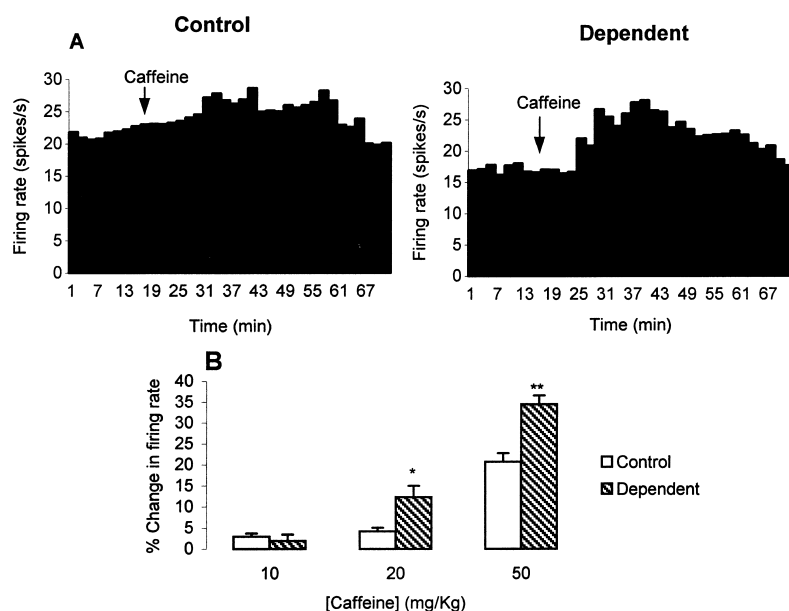 A
Control
Dependent
Caffeine
Caffeine
Firing rate (spikes/s)
30
25
20
15
10
5
0
1 7 13 19 25 31 37 43 49 55 61 67
Time (min)
Firing rate (spikes/s)
30
25
20
15
10
5
0
1 7 13 19 25 31 37 43 49 55 61 67
Time (min)
B
% Change in firing rate
40
35
30
25
20
15
10
5
0
*
**
10 20 50
[Caffeine] (mg/Kg)
Control
Dependent